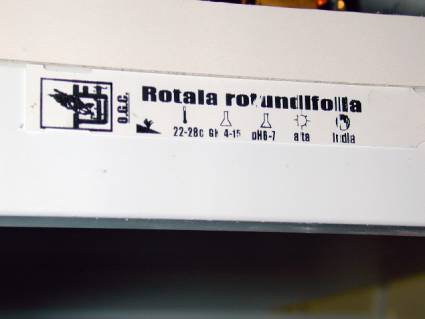 O.G.C.
Rotala rotundifolia
22-28c GH 4-15 pH6-7 alta India